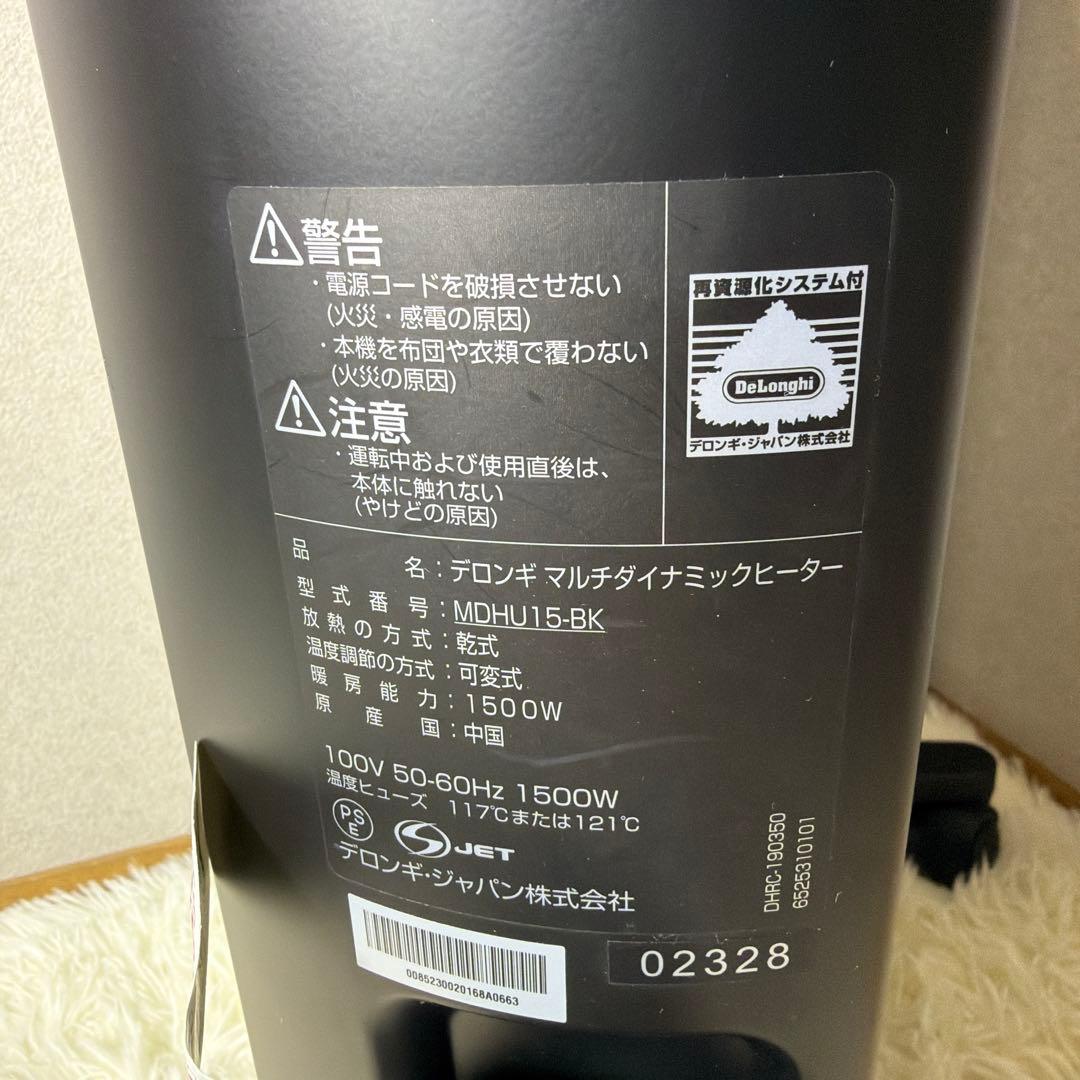 警告
・電源コードを破損させない
(火災・感電の原因)
・本機を布団や衣類で覆わない
(火災の原因)
注意
・運転中および使用直後は、
本体に触れない
(やけどの原因)
再資源化システム付
DeLonghi
デロンギ・ジャパン株式会社
品名：デロンギ マルチダイナミックヒーター
型式番号：MDHU15-BK
放熱の方式：乾式
温度調節の方式：可変式
暖房能力：1500W
原産国：中国
100V 50-60Hz 1500W
温度ヒューズ 117℃または121℃
PSE
JET
デロンギ・ジャパン株式会社
DHRC-190350
6525310101
0085230020168A0663
02328